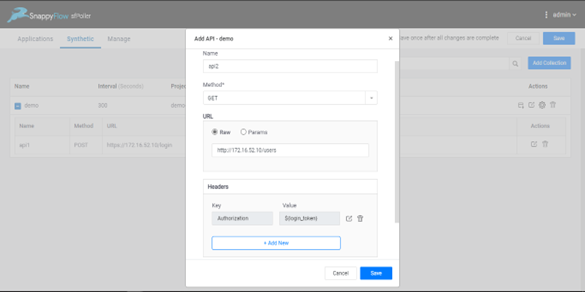 SnappyFlow sfPoller
admin
Applications Synthetic Manage
ave once after all changes are complete Cancel Save
Add Collection
Name Interval (Seconds) Proje Actions
demo 300 demo
Name Method URL Actions
api1 POST https://172.16.52.10/login
Add API - demo ×
Name
api2
Method*
GET
URL
Raw Params
http://172.16.52.10/users
Headers
Key Value
Authorization ${login_token}
+ Add New
Cancel Save